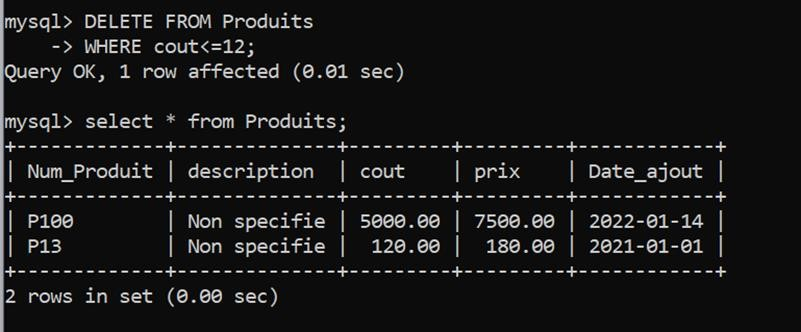 mysql> DELETE FROM Produits
    -> WHERE cout<=12;
Query OK, 1 row affected (0.01 sec)

mysql> select * from Produits;
+-------------+--------------+---------+---------+------------+
| Num_Produit | description  | cout    | prix    | Date_ajout |
+-------------+--------------+---------+---------+------------+
| P100        | Non specifie | 5000.00 | 7500.00 | 2022-01-14 |
| P13         | Non specifie |  120.00 |  180.00 | 2021-01-01 |
+-------------+--------------+---------+---------+------------+
2 rows in set (0.00 sec)